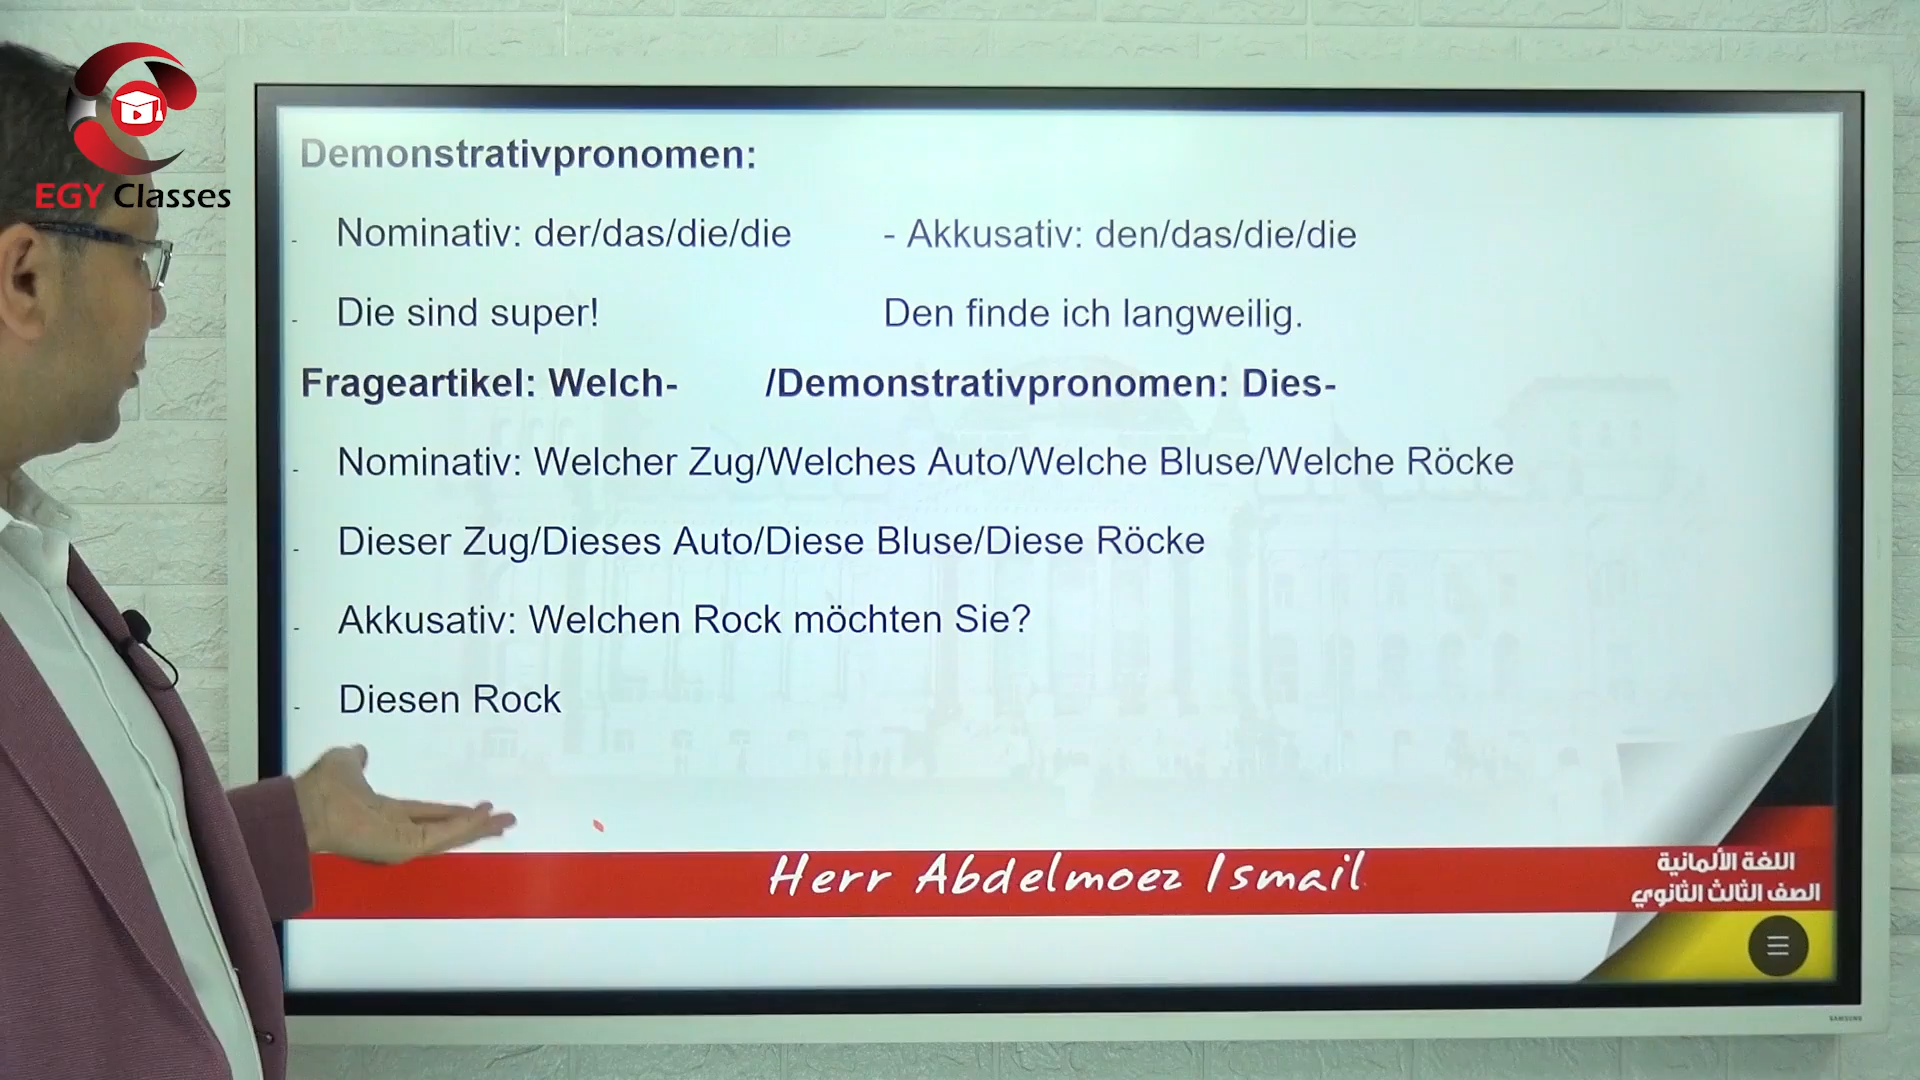 EGY Classes
Demonstrativpronomen:
- Nominativ: der/das/die/die - Akkusativ: den/das/die/die
- Die sind super! Den finde ich langweilig.
Frageartikel: Welch- /Demonstrativpronomen: Dies-
- Nominativ: Welcher Zug/Welches Auto/Welche Bluse/Welche Röcke
- Dieser Zug/Dieses Auto/Diese Bluse/Diese Röcke
- Akkusativ: Welchen Rock möchten Sie?
- Diesen Rock
Herr Abdelmoez Ismail
اللغة الألمانية
الصف الثالث الثانوي
SAMSUNG